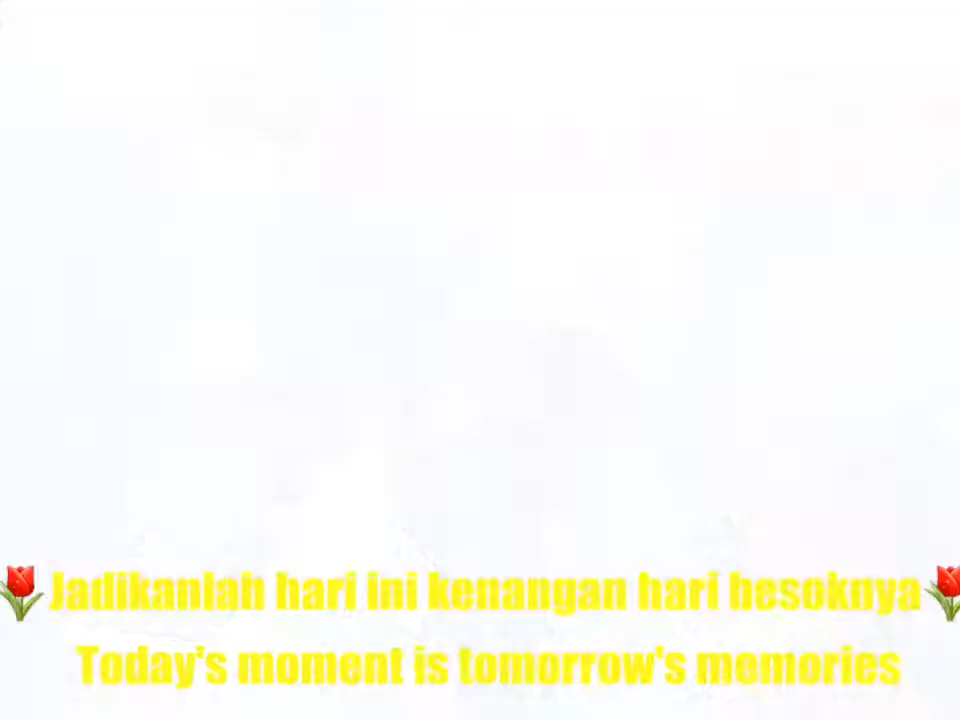 🌷Jadikanlah hari ini kenangan hari besoknya🌷
Today's moment is tomorrow's memories